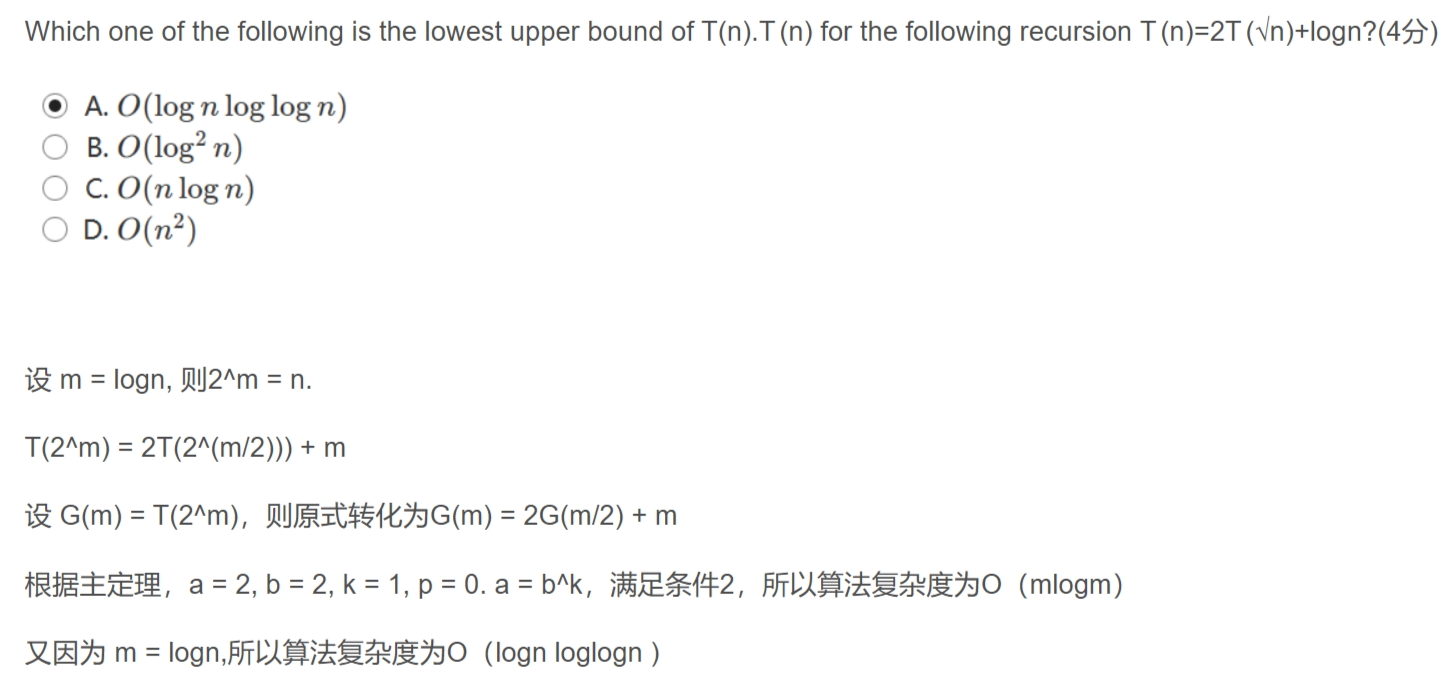 Which one of the following is the lowest upper bound of T(n).T (n) for the following recursion T (n)=2T (√n)+logn?(4分)
A. O(log n log log n)
B. O(log² n)
C. O(n log n)
D. O(n²)
设 m = logn, 则2^m = n.
T(2^m) = 2T(2^(m/2))) + m
设 G(m) = T(2^m)，则原式转化为G(m) = 2G(m/2) + m
根据主定理，a = 2, b = 2, k = 1, p = 0. a = b^k，满足条件2，所以算法复杂度为O（mlogm）
又因为 m = logn,所以算法复杂度为O（logn loglogn ）